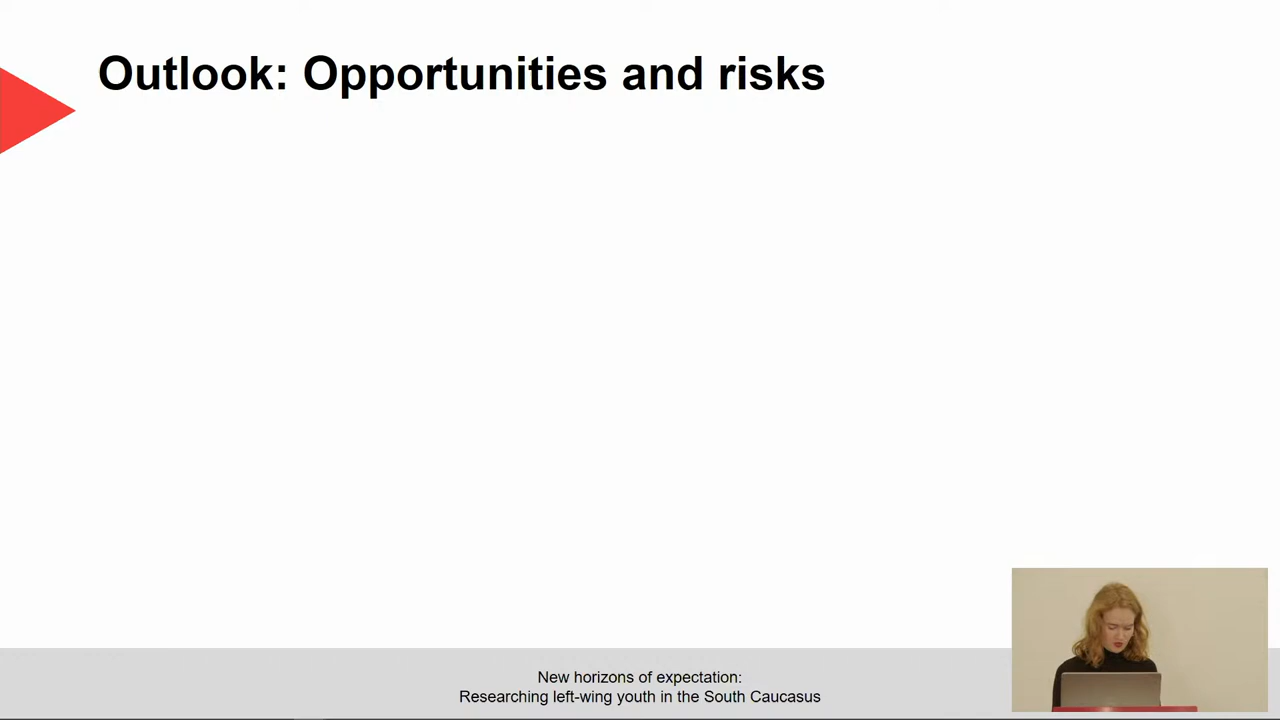 Outlook: Opportunities and risks
New horizons of expectation:
Researching left-wing youth in the South Caucasus